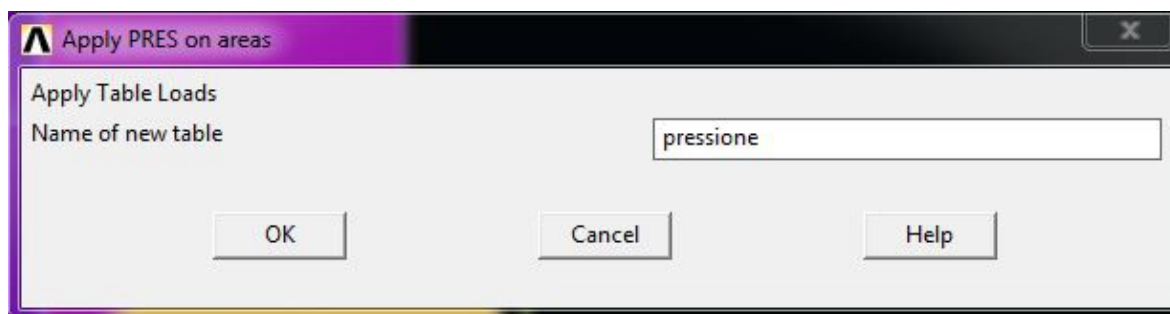 Apply PRES on areas
Apply Table Loads
Name of new table pressione
OK Cancel Help